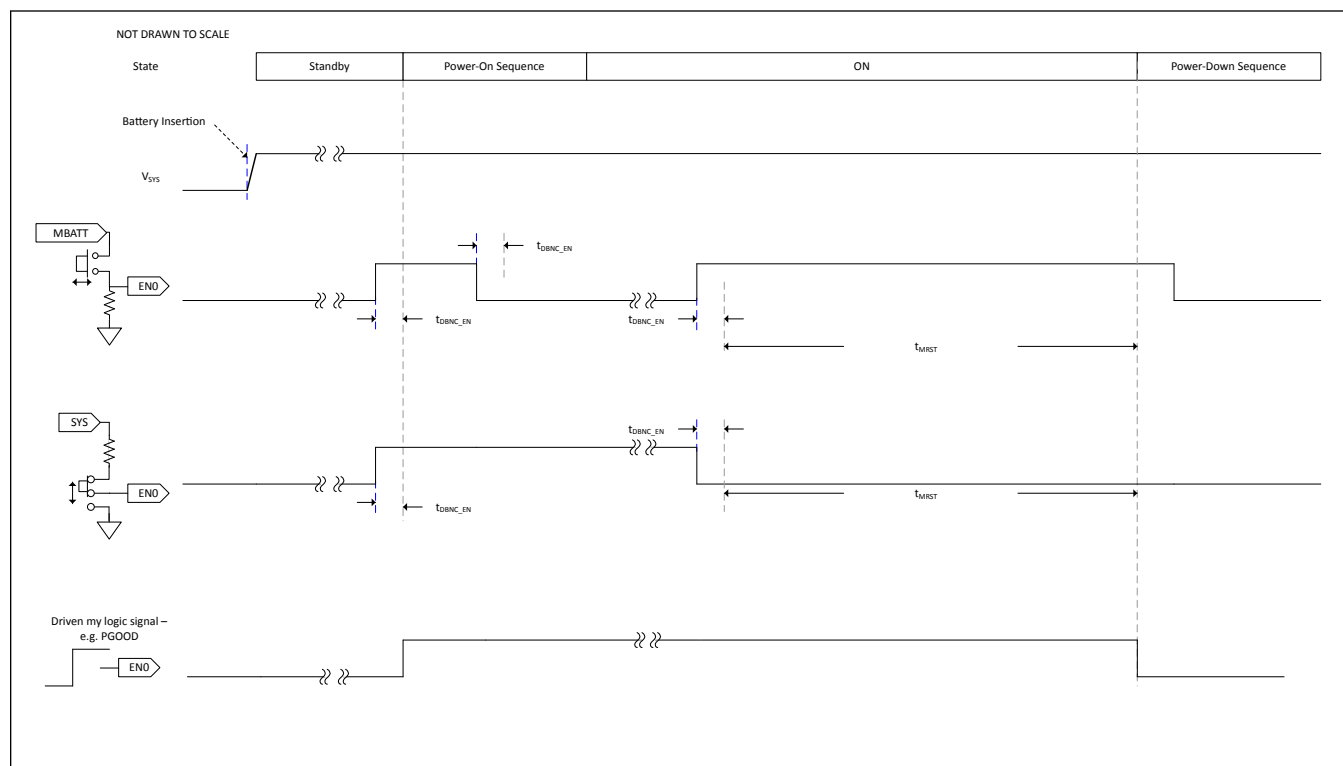 NOT DRAWN TO SCALE
State
Standby
Power-On Sequence
ON
Power-Down Sequence
Battery Insertion
VSYS
MBATT
EN0
tDBNC_EN
tDBNC_EN
tDBNC_EN
tMRST
SYS
EN0
tDBNC_EN
tDBNC_EN
tMRST
Driven my logic signal –
e.g. PGOOD
EN0